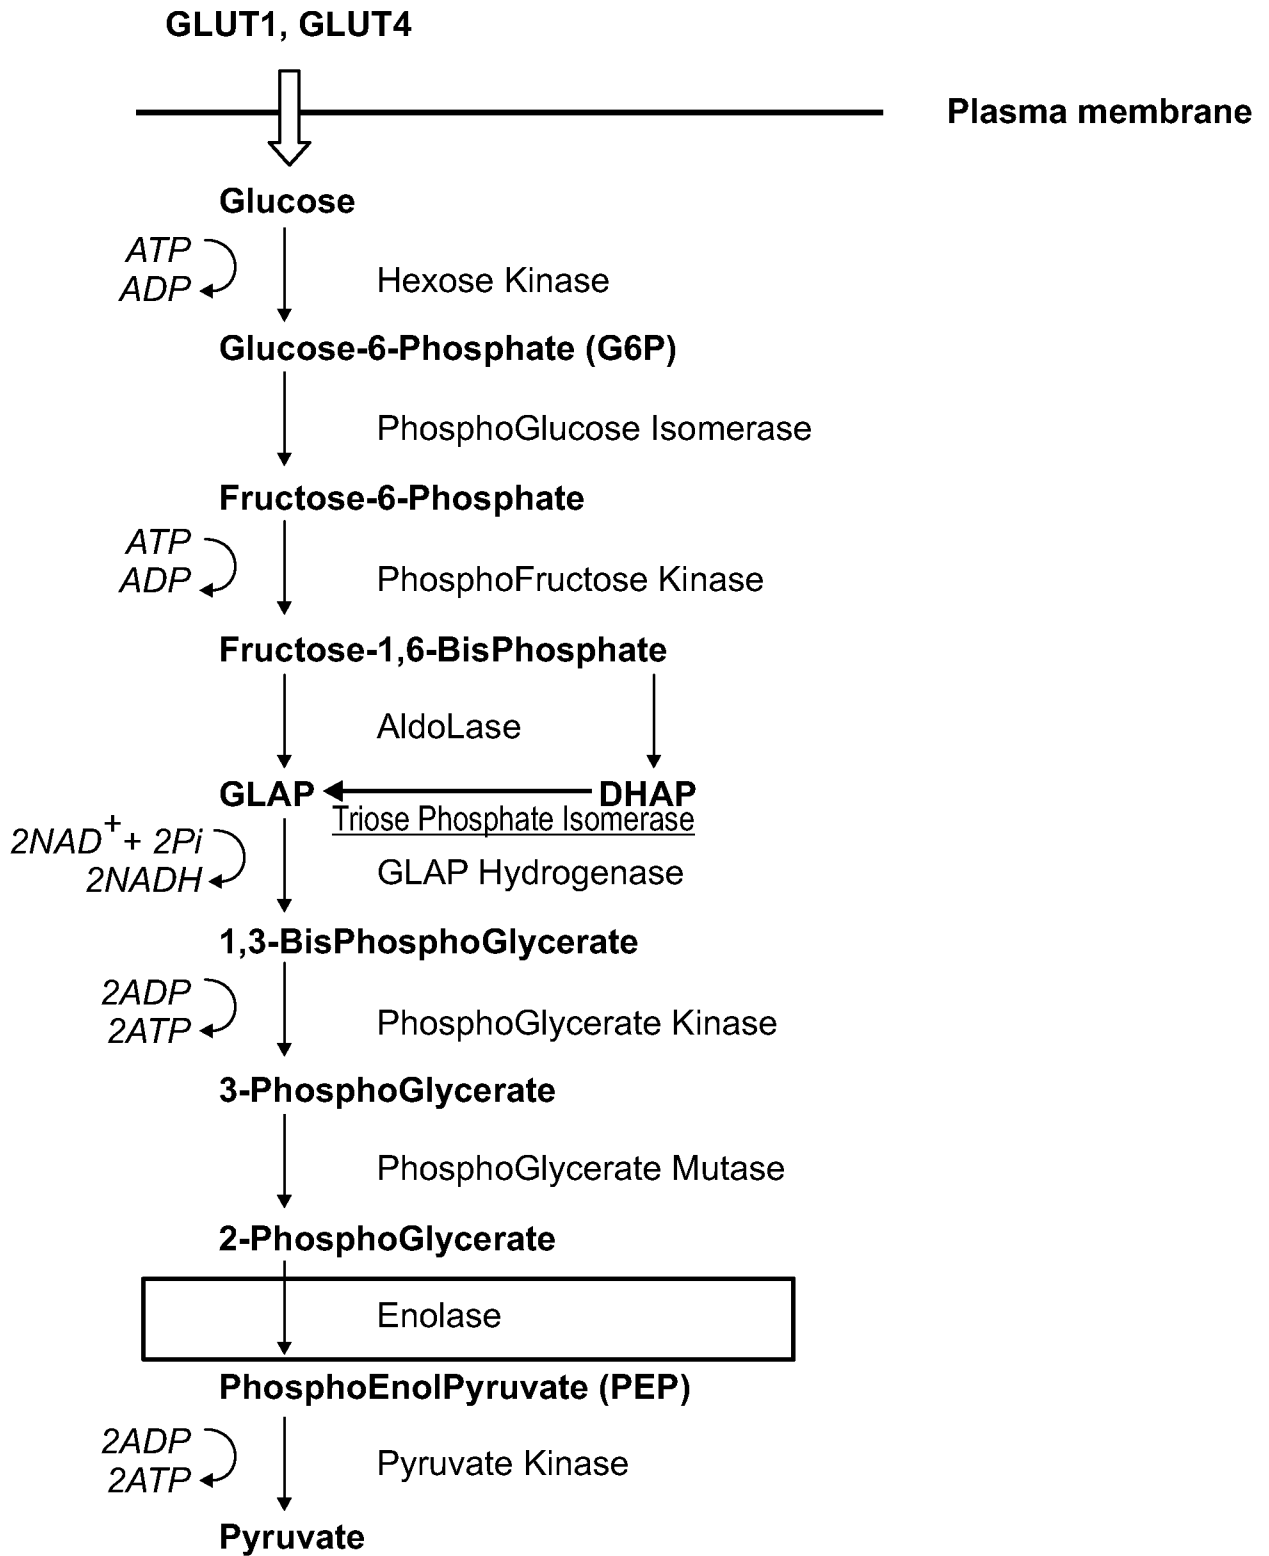 GLUT1, GLUT4
Plasma membrane
Glucose
ATP
ADP
Hexose Kinase
Glucose-6-Phosphate (G6P)
PhosphoGlucose Isomerase
Fructose-6-Phosphate
ATP
ADP
PhosphoFructose Kinase
Fructose-1,6-BisPhosphate
AldoLase
GLAP
DHAP
Triose Phosphate Isomerase
2NAD⁺+ 2Pi
2NADH
GLAP Hydrogenase
1,3-BisPhosphoGlycerate
2ADP
2ATP
PhosphoGlycerate Kinase
3-PhosphoGlycerate
PhosphoGlycerate Mutase
2-PhosphoGlycerate
Enolase
PhosphoEnolPyruvate (PEP)
2ADP
2ATP
Pyruvate Kinase
Pyruvate